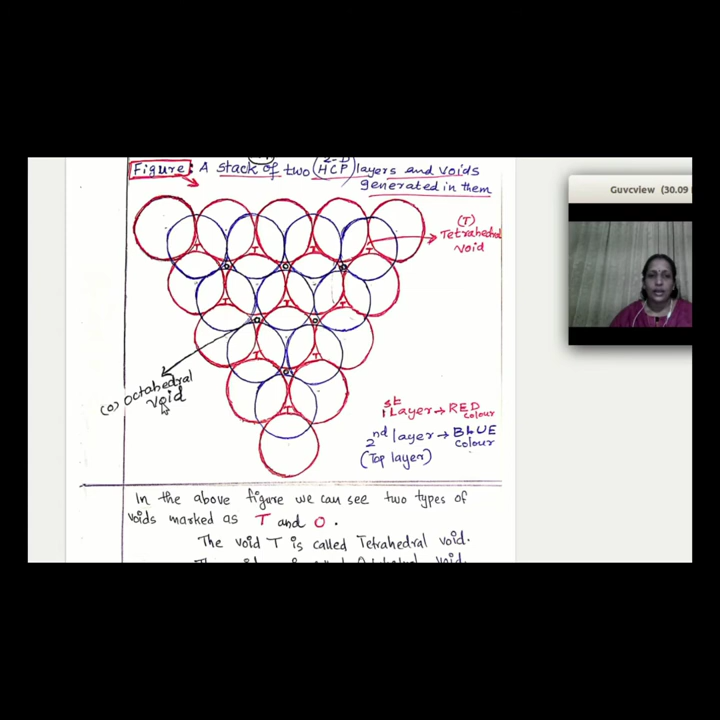 Figure: A stack of two (2-D HCP) layers and voids
generated in them
(T)
Tetrahedral
void
T T T T
O O O
T T T
O O
T T
O
T
(O) Octahedral
void
1st Layer → RED
colour
2nd layer → BLUE
colour
(Top layer)
In the above figure we can see two types of
voids marked as T and O.
The void T is called Tetrahedral void.
Guvcview (30.09